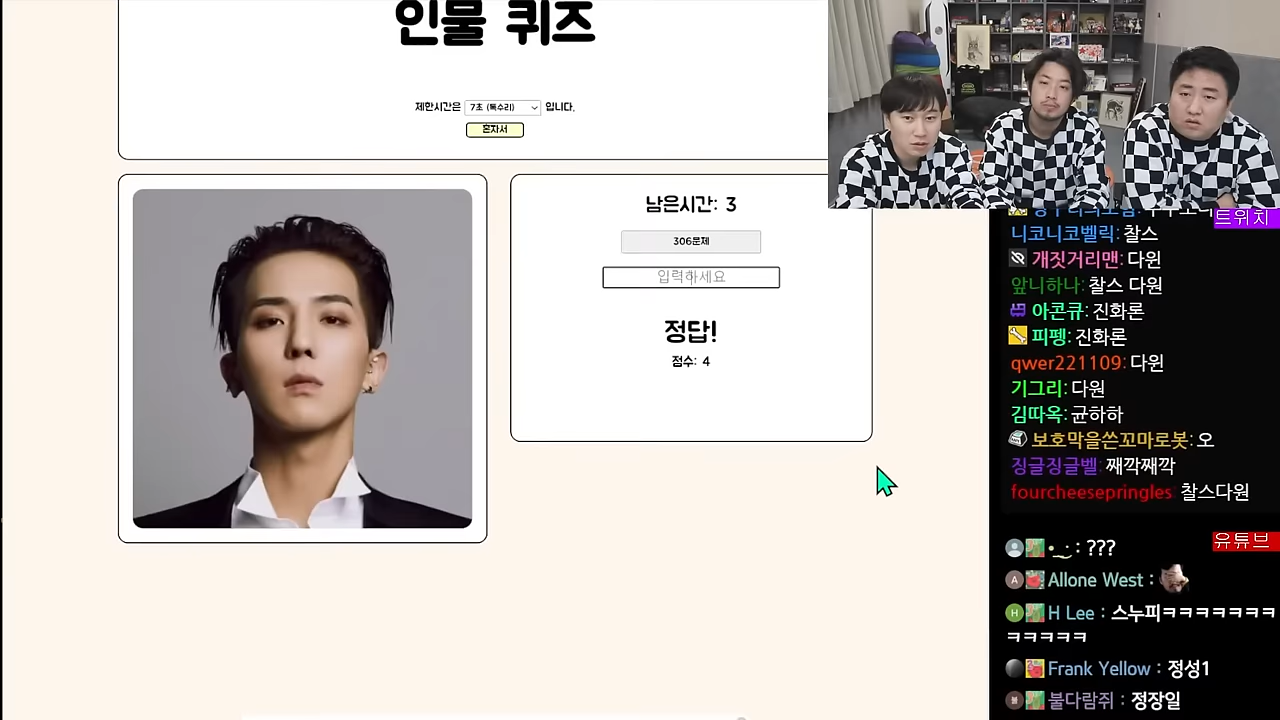 인물 퀴즈
제한시간은 7초 (독수리) 입니다.
혼자서
남은시간: 3
306문제
입력하세요
정답!
점수: 4
트위치
니코니코벨릭: 찰스
개짓거리맨: 다윈
앞니하나: 찰스 다윈
아콘큐: 진화론
피펭: 진화론
qwer221109: 다윈
기그리: 다윈
김따옥: 균하하
보호막을쓴꼬마로봇: 오
징글징글벨: 째깍째깍
fourcheesepringles 찰스다윈
유튜브
•_.: ???
A Allone West :
H H Lee : 스누피ㅋㅋㅋㅋㅋㅋㅋ
ㅋㅋㅋㅋㅋ
Frank Yellow : 정성1
불다람쥐 : 정장일